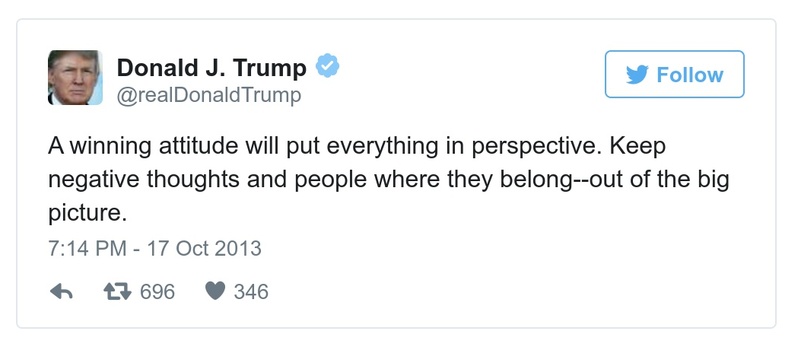 Donald J. Trump
@realDonaldTrump
Follow
A winning attitude will put everything in perspective. Keep
negative thoughts and people where they belong--out of the big
picture.
7:14 PM - 17 Oct 2013
696 346